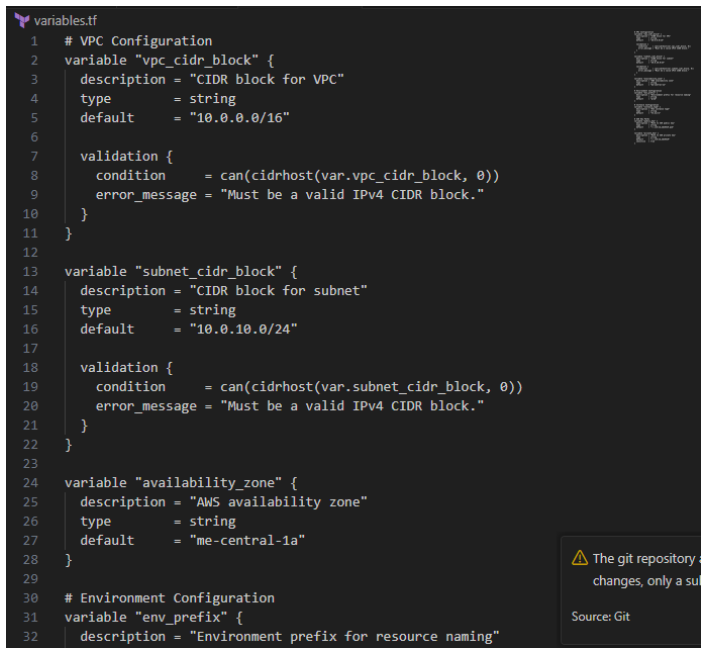 variables.tf
1 # VPC Configuration
2 variable "vpc_cidr_block" {
3   description = "CIDR block for VPC"
4   type        = string
5   default     = "10.0.0.0/16"
6
7   validation {
8     condition     = can(cidrhost(var.vpc_cidr_block, 0))
9     error_message = "Must be a valid IPv4 CIDR block."
10   }
11 }
12
13 variable "subnet_cidr_block" {
14   description = "CIDR block for subnet"
15   type        = string
16   default     = "10.0.10.0/24"
17
18   validation {
19     condition     = can(cidrhost(var.subnet_cidr_block, 0))
20     error_message = "Must be a valid IPv4 CIDR block."
21   }
22 }
23
24 variable "availability_zone" {
25   description = "AWS availability zone"
26   type        = string
27   default     = "me-central-1a"
28 }
29
30 # Environment Configuration
31 variable "env_prefix" {
32   description = "Environment prefix for resource naming"
The git repository
changes, only a
Source: Git